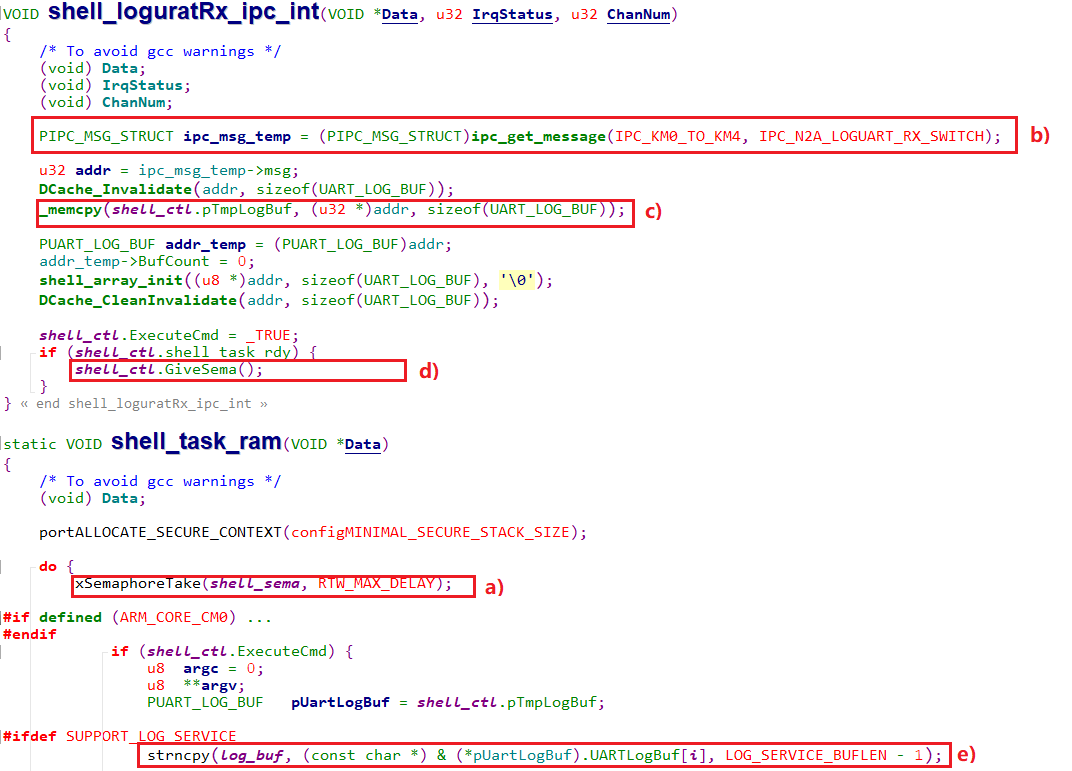 VOID shell_loguratRx_ipc_int(VOID *Data, u32 IrqStatus, u32 ChanNum)
{
/* To avoid gcc warnings */
(void) Data;
(void) IrqStatus;
(void) ChanNum;
PIPC_MSG_STRUCT ipc_msg_temp = (PIPC_MSG_STRUCT)ipc_get_message(IPC_KM0_TO_KM4, IPC_N2A_LOGUART_RX_SWITCH); b)
u32 addr = ipc_msg_temp->msg;
DCache_Invalidate(addr, sizeof(UART_LOG_BUF));
_memcpy(shell_ctl.pTmpLogBuf, (u32 *)addr, sizeof(UART_LOG_BUF)); c)
PUART_LOG_BUF addr_temp = (PUART_LOG_BUF)addr;
addr_temp->BufCount = 0;
shell_array_init((u8 *)addr, sizeof(UART_LOG_BUF), '\0');
DCache_CleanInvalidate(addr, sizeof(UART_LOG_BUF));
shell_ctl.ExecuteCmd = _TRUE;
if (shell_ctl.shell_task_rdy) {
shell_ctl.GiveSema(); d)
}
} « end shell_loguratRx_ipc_int »
static VOID shell_task_ram(VOID *Data)
{
/* To avoid gcc warnings */
(void) Data;
portALLOCATE_SECURE_CONTEXT(configMINIMAL_SECURE_STACK_SIZE);
do {
xSemaphoreTake(shell_sema, RTW_MAX_DELAY); a)
#if defined (ARM_CORE_CM0) ...
#endif
if (shell_ctl.ExecuteCmd) {
u8 argc = 0;
u8 **argv;
PUART_LOG_BUF pUartLogBuf = shell_ctl.pTmpLogBuf;
#ifdef SUPPORT_LOG_SERVICE
strncpy(log_buf, (const char *) & (*pUartLogBuf).UARTLogBuf[i], LOG_SERVICE_BUFLEN - 1); e)